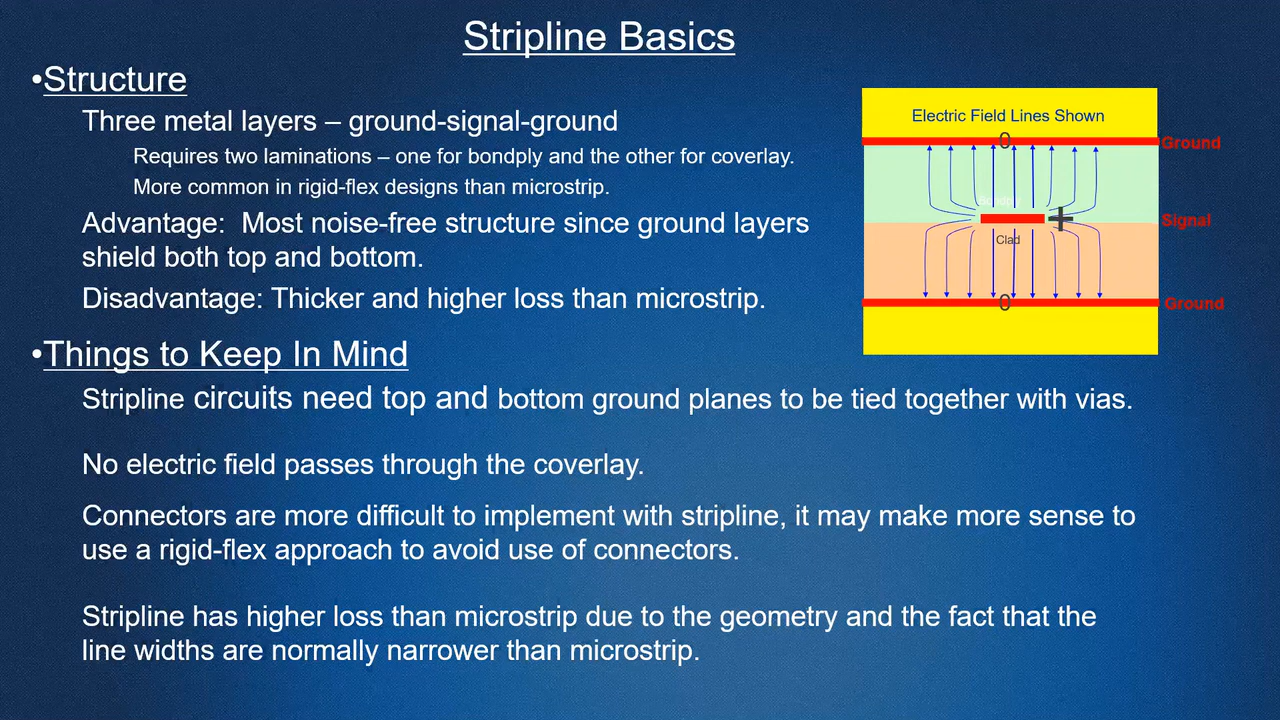 Stripline Basics
•Structure
Three metal layers – ground-signal-ground
Requires two laminations – one for bondply and the other for coverlay.
More common in rigid-flex designs than microstrip.
Advantage:  Most noise-free structure since ground layers
shield both top and bottom.
Disadvantage: Thicker and higher loss than microstrip.
Electric Field Lines Shown
0
Ground
+
Signal
Clad
0
Ground
•Things to Keep In Mind
Stripline circuits need top and bottom ground planes to be tied together with vias.
No electric field passes through the coverlay.
Connectors are more difficult to implement with stripline, it may make more sense to
use a rigid-flex approach to avoid use of connectors.
Stripline has higher loss than microstrip due to the geometry and the fact that the
line widths are normally narrower than microstrip.